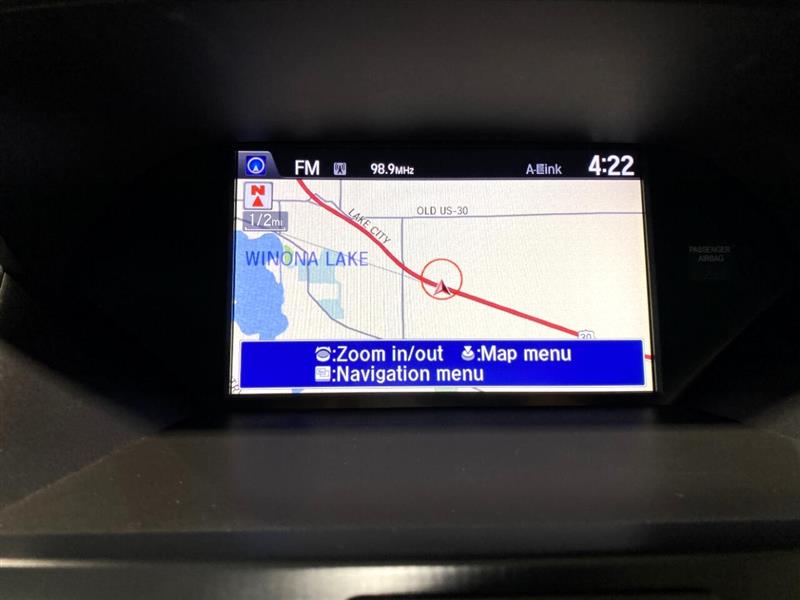 FM 98.9MHz A-Link 4:22
N
1/2mi
OLD US-30
LAKE CITY
WINONA LAKE
30
:Zoom in/out :Map menu
:Navigation menu
PASSENGER
AIRBAG